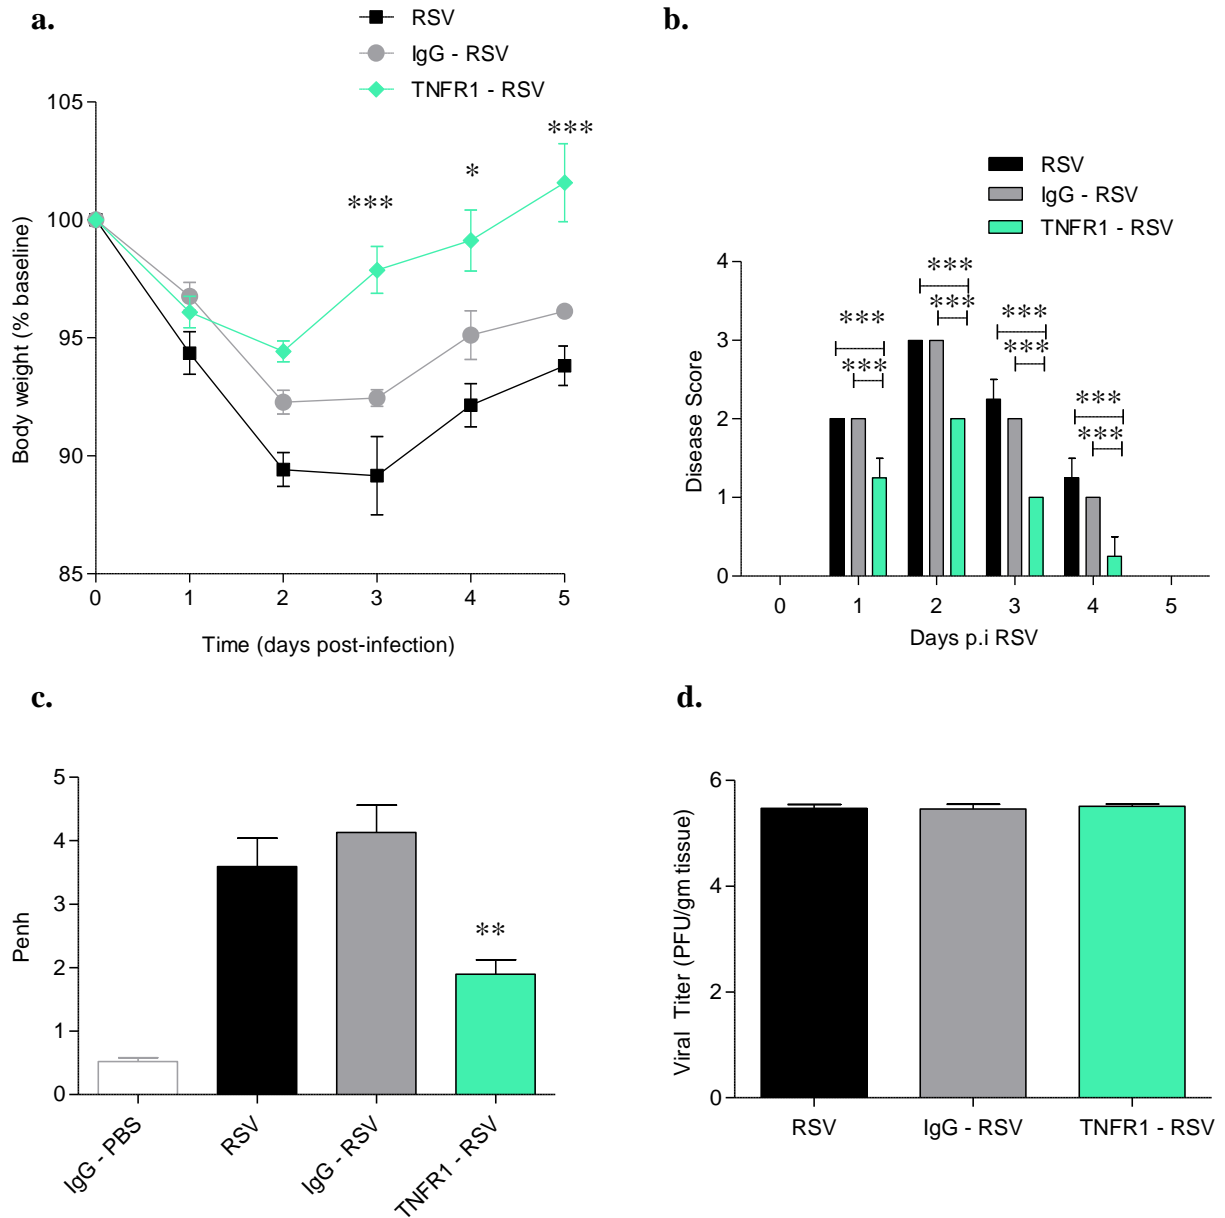 a.
RSV
IgG - RSV
TNFR1 - RSV
105
100
95
90
85
Body weight (% baseline)
***
*
***
0 1 2 3 4 5
Time (days post-infection)
b.
RSV
IgG - RSV
TNFR1 - RSV
4
3
2
1
0
Disease Score
***
***
***
***
***
***
***
***
0 1 2 3 4 5
Days p.i RSV
c.
5
4
3
2
1
0
Penh
**
IgG - PBS
RSV
IgG - RSV
TNFR1 - RSV
d.
6
4
2
0
Viral Titer (PFU/gm tissue)
RSV IgG - RSV TNFR1 - RSV